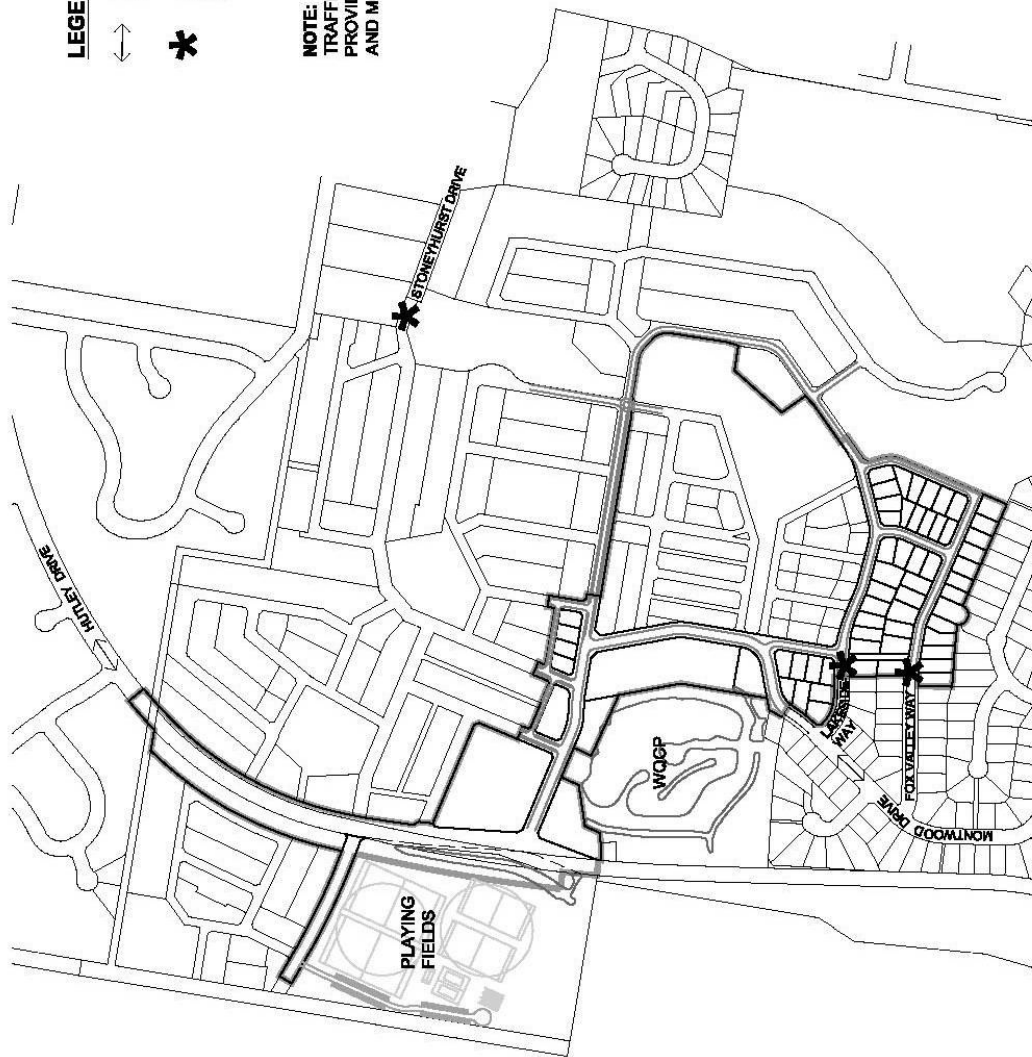 LEGE
NOTE:
TRAFF
PROVI
AND M
STONEYHURST DRIVE
HUTLEY DRIVE
PLAYING
FIELDS
WQCP
LAKESIDE
WAY
FOX VALLEY WAY
MONTWOOD DRIVE